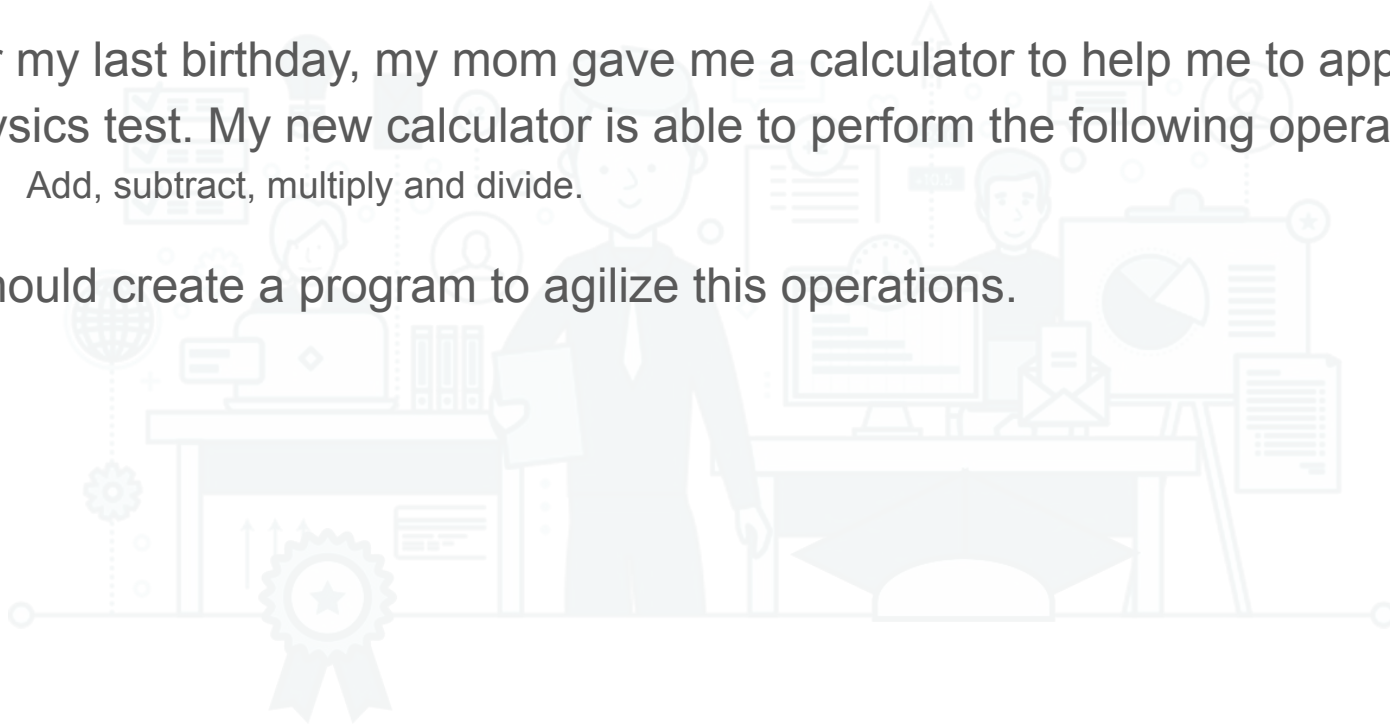 r my last birthday, my mom gave me a calculator to help me to app
ysics test. My new calculator is able to perform the following opera
Add, subtract, multiply and divide.
hould create a program to agilize this operations.